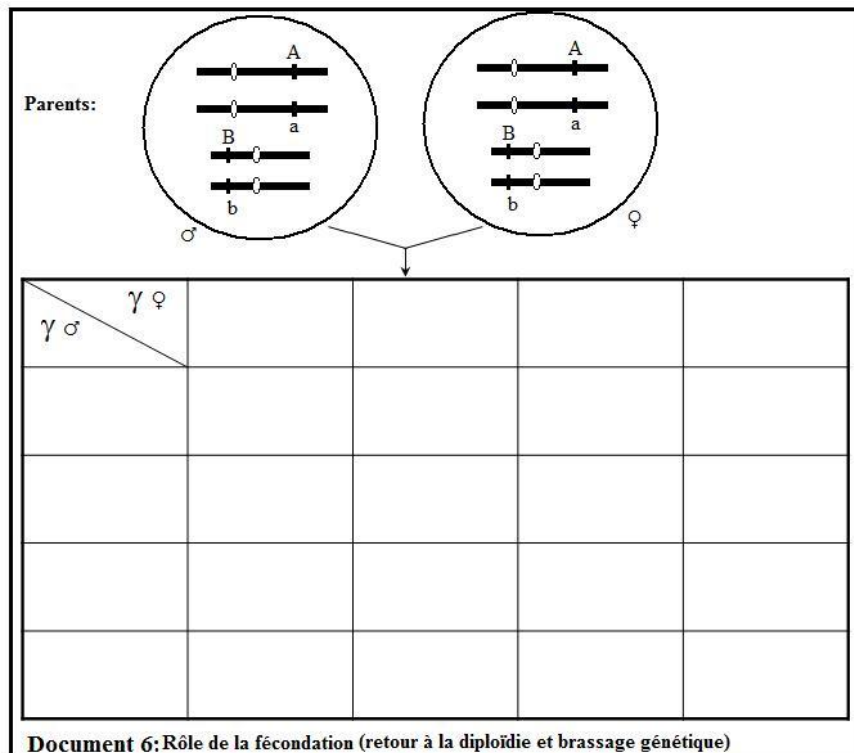 A A
Parents:
a a
B B
b b
♂ ♀
γ ♀
γ ♂
Document 6: Rôle de la fécondation (retour à la diploïdie et brassage génétique)